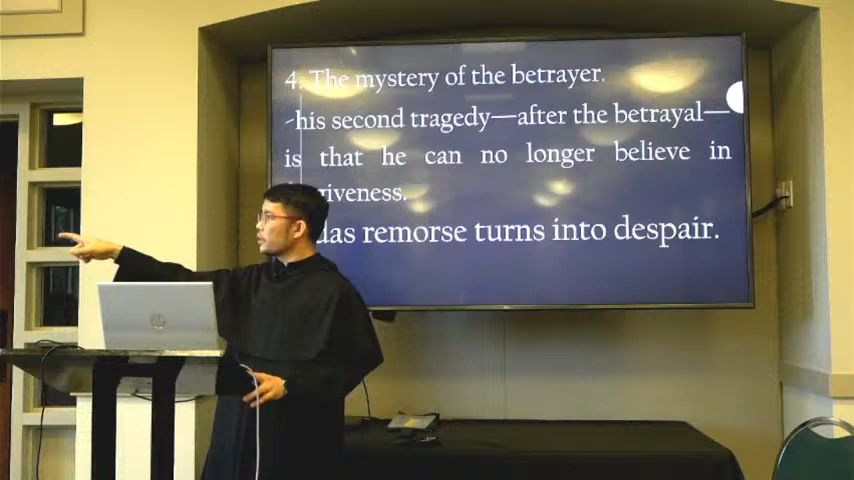 4. The mystery of the betrayer.
-his second tragedy—after the betrayal—
is that he can no longer believe in
giveness.
das remorse turns into despair.
hp